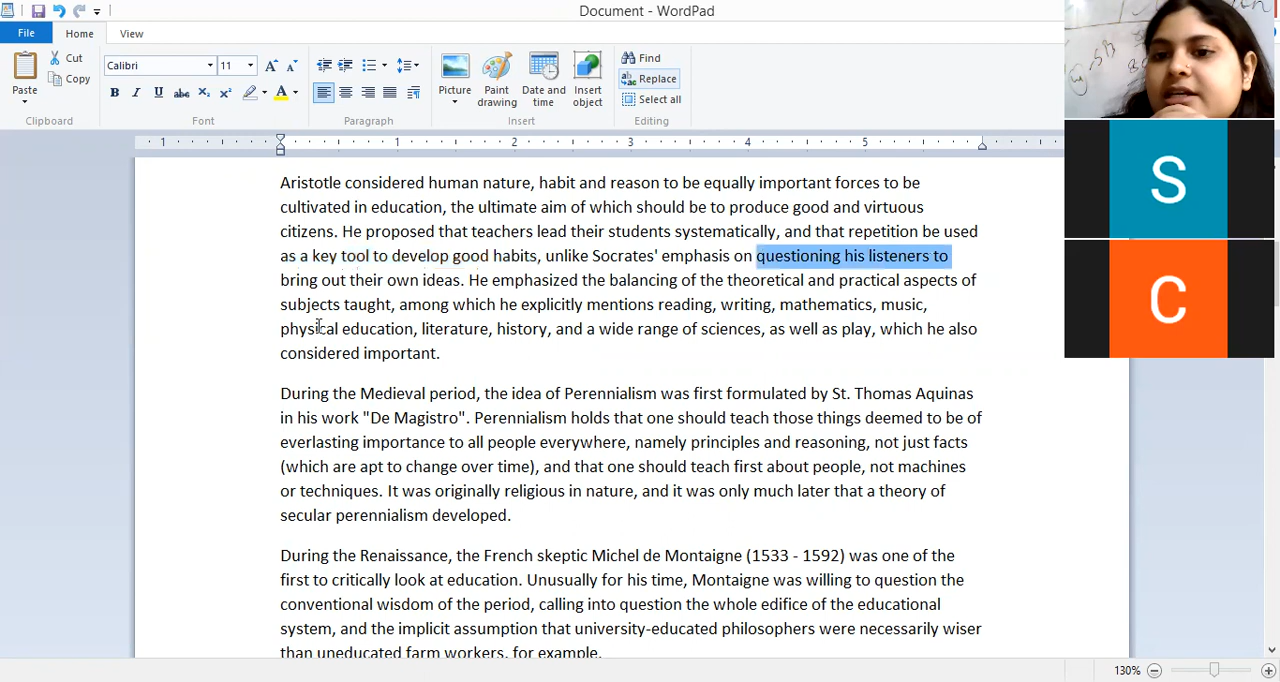 Document - WordPad
File Home View
Cut
Copy
Paste
Clipboard
Calibri 11
Font
Paragraph
Picture
Paint drawing
Date and time
Insert object
Insert
Find
Replace
Select all
Editing
1 1 2 3 4 5
Aristotle considered human nature, habit and reason to be equally important forces to be
cultivated in education, the ultimate aim of which should be to produce good and virtuous
citizens. He proposed that teachers lead their students systematically, and that repetition be used
as a key tool to develop good habits, unlike Socrates' emphasis on questioning his listeners to
bring out their own ideas. He emphasized the balancing of the theoretical and practical aspects of
subjects taught, among which he explicitly mentions reading, writing, mathematics, music,
physical education, literature, history, and a wide range of sciences, as well as play, which he also
considered important.
During the Medieval period, the idea of Perennialism was first formulated by St. Thomas Aquinas
in his work "De Magistro". Perennialism holds that one should teach those things deemed to be of
everlasting importance to all people everywhere, namely principles and reasoning, not just facts
(which are apt to change over time), and that one should teach first about people, not machines
or techniques. It was originally religious in nature, and it was only much later that a theory of
secular perennialism developed.
During the Renaissance, the French skeptic Michel de Montaigne (1533 - 1592) was one of the
first to critically look at education. Unusually for his time, Montaigne was willing to question the
conventional wisdom of the period, calling into question the whole edifice of the educational
system, and the implicit assumption that university-educated philosophers were necessarily wiser
than uneducated farm workers, for example.
S
C
130%